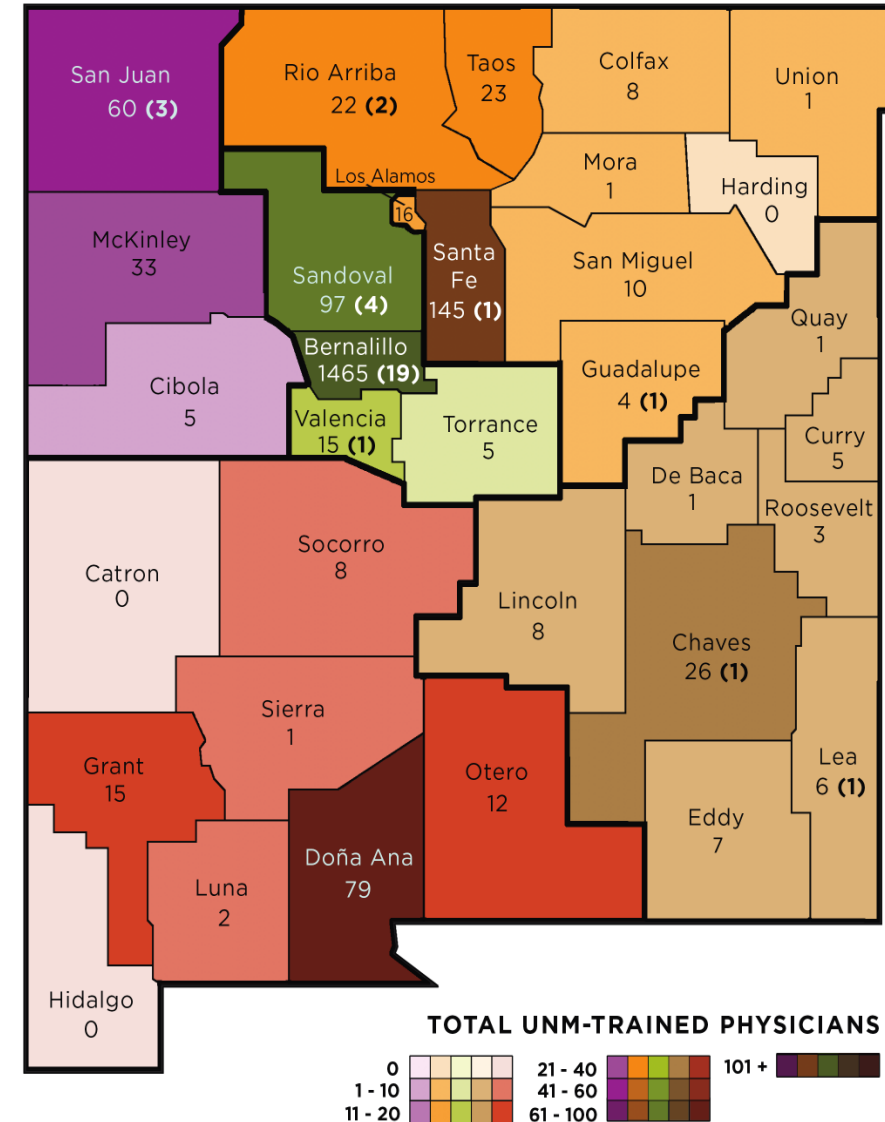 San Juan
60 (3)
Rio Arriba
22 (2)
Taos
23
Colfax
8
Union
1
Los Alamos
16
Mora
1
Harding
0
McKinley
33
Sandoval
97 (4)
Santa
Fe
145 (1)
San Miguel
10
Quay
1
Bernalillo
1465 (19)
Cibola
5
Guadalupe
4 (1)
Valencia
15 (1)
Torrance
5
Curry
5
De Baca
1
Roosevelt
3
Catron
0
Socorro
8
Lincoln
8
Chaves
26 (1)
Sierra
1
Grant
15
Otero
12
Lea
6 (1)
Eddy
7
Doña Ana
79
Luna
2
Hidalgo
0
TOTAL UNM-TRAINED PHYSICIANS
0
1 - 10
11 - 20
21 - 40
41 - 60
61 - 100
101 +